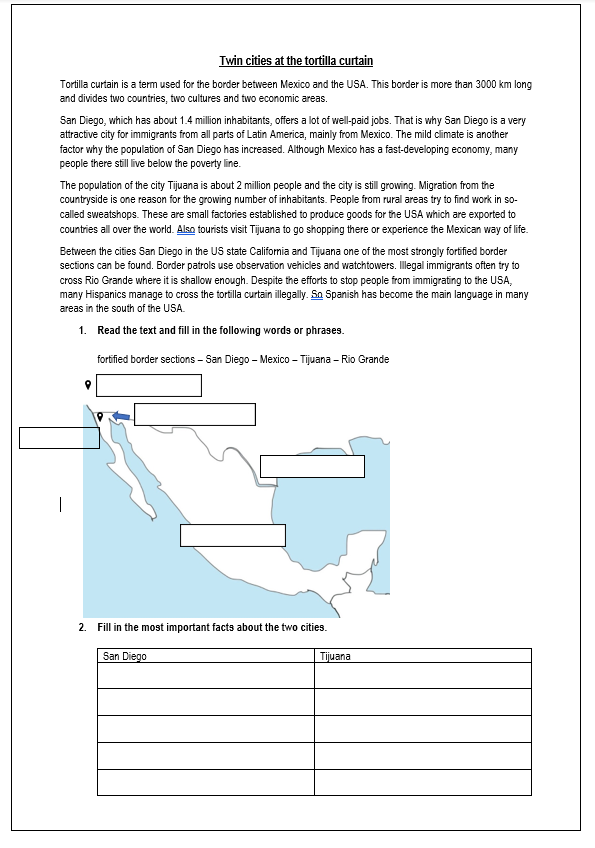 Twin cities at the tortilla curtain
Tortilla curtain is a term used for the border between Mexico and the USA. This border is more than 3000 km long
and divides two countries, two cultures and two economic areas.
San Diego, which has about 1.4 million inhabitants, offers a lot of well-paid jobs. That is why San Diego is a very
attractive city for immigrants from all parts of Latin America, mainly from Mexico. The mild climate is another
factor why the population of San Diego has increased. Although Mexico has a fast-developing economy, many
people there still live below the poverty line.
The population of the city Tijuana is about 2 million people and the city is still growing. Migration from the
countryside is one reason for the growing number of inhabitants. People from rural areas try to find work in so-
called sweatshops. These are small factories established to produce goods for the USA which are exported to
countries all over the world. Also tourists visit Tijuana to go shopping there or experience the Mexican way of life.
Between the cities San Diego in the US state California and Tijuana one of the most strongly fortified border
sections can be found. Border patrols use observation vehicles and watchtowers. Illegal immigrants often try to
cross Rio Grande where it is shallow enough. Despite the efforts to stop people from immigrating to the USA,
many Hispanics manage to cross the tortilla curtain illegally. So Spanish has become the main language in many
areas in the south of the USA.
1. Read the text and fill in the following words or phrases.
fortified border sections – San Diego – Mexico – Tijuana – Rio Grande
2. Fill in the most important facts about the two cities.
San Diego
Tijuana